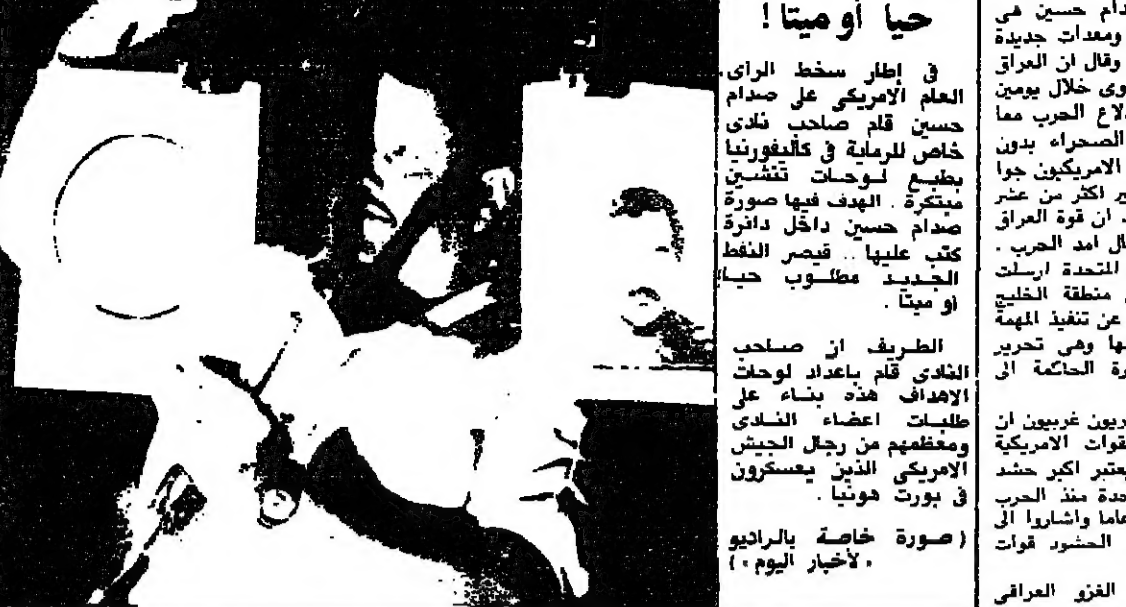 حيا أو ميتا !
فى إطار سخط الرأى
العام الامريكى على صدام
حسين قام صاحب نادى
خاص للرماية فى كاليفورنيا
بطبع لوحات تنشين
مبتكرة . الهدف فيها صورة
صدام حسين داخل دائرة
كتب عليها .. قيصر النفط
الجديد مطلوب حيا
او ميتا .
الطريف ان صاحب
النادى قام باعداد لوحات
الاهداف هذه بناء على
طلبات اعضاء النادى
ومعظمهم من رجال الجيش
الامريكى الذين يعسكرون
فى بورت هونيا .
( صورة خاصة بالراديو
« لأخبار اليوم » )
دام حسين فى
ومعدات جديدة
وقال ان العراق
وى خلال يومين
لاع الحرب مما
الصحراء بدون
الامريكيون جوا
ير اكثر من عشر
. ان قوة العراق
ال امد الحرب .
المتحدة ارسلت
منطقة الخليج
عن تنفيذ المهمة
ها وهى تحرير
رة الحاكمة الى
ريون غربيون ان
لقوات الامريكية
يعتبر اكبر حشد
حدة منذ الحرب
عاما واشاروا الى
الحشود قوات
الغزو العراقى